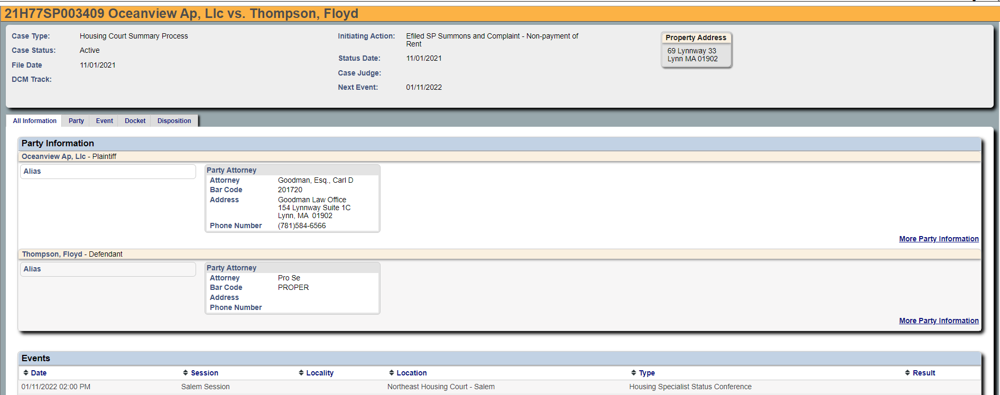 21H77SP003409 Oceanview Ap, Llc vs. Thompson, Floyd
Case Type: Housing Court Summary Process
Case Status: Active
File Date 11/01/2021
DCM Track:
Initiating Action: Efiled SP Summons and Complaint - Non-payment of
Rent
Status Date: 11/01/2021
Case Judge:
Next Event: 01/11/2022
Property Address
69 Lynnway 33
Lynn MA 01902
All Information Party Event Docket Disposition
Party Information
Oceanview Ap, Llc - Plaintiff
Alias
Party Attorney
Attorney Goodman, Esq., Carl D
Bar Code 201720
Address Goodman Law Office
154 Lynnway Suite 1C
Lynn, MA 01902
Phone Number (781)584-6566
More Party Information
Thompson, Floyd - Defendant
Alias
Party Attorney
Attorney Pro Se
Bar Code PROPER
Address
Phone Number
More Party Information
Events
Date Session Locality Location Type Result
01/11/2022 02:00 PM Salem Session Northeast Housing Court - Salem Housing Specialist Status Conference